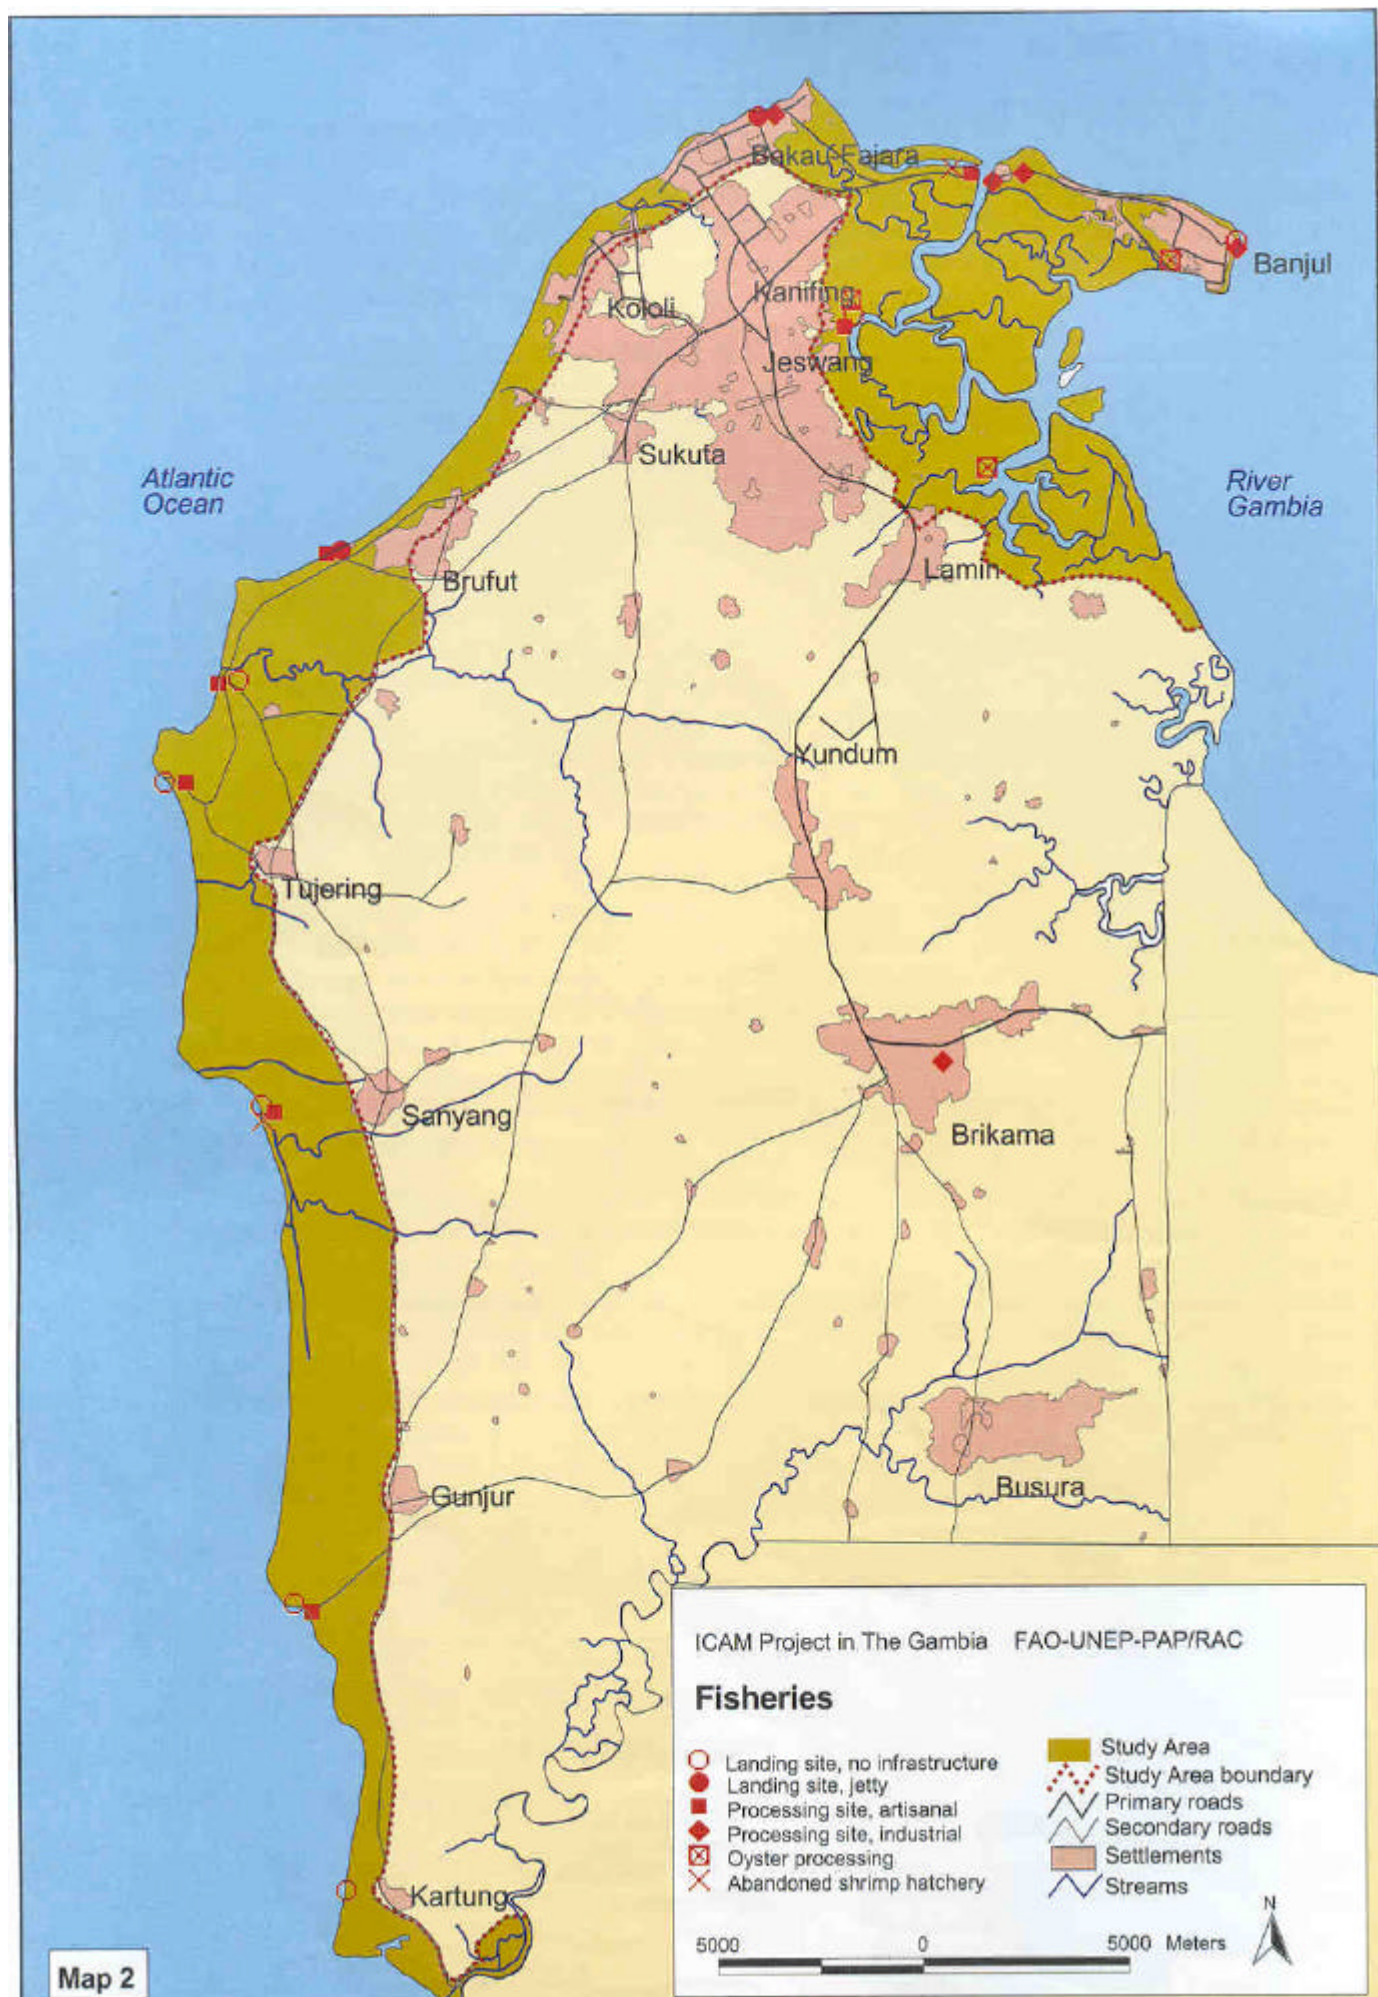 Bakau-Fajara
Banjul
Kanifing
Kololi
Jeswang
Sukuta
Atlantic
Ocean
River
Gambia
Brufut
Lamin
Yundum
Tujering
Sanyang
Brikama
Gunjur
Busura
Kartung
ICAM Project in The Gambia FAO-UNEP-PAP/RAC
Fisheries
Landing site, no infrastructure
Landing site, jetty
Processing site, artisanal
Processing site, industrial
Oyster processing
Abandoned shrimp hatchery
Study Area
Study Area boundary
Primary roads
Secondary roads
Settlements
Streams
N
5000 0 5000 Meters
Map 2